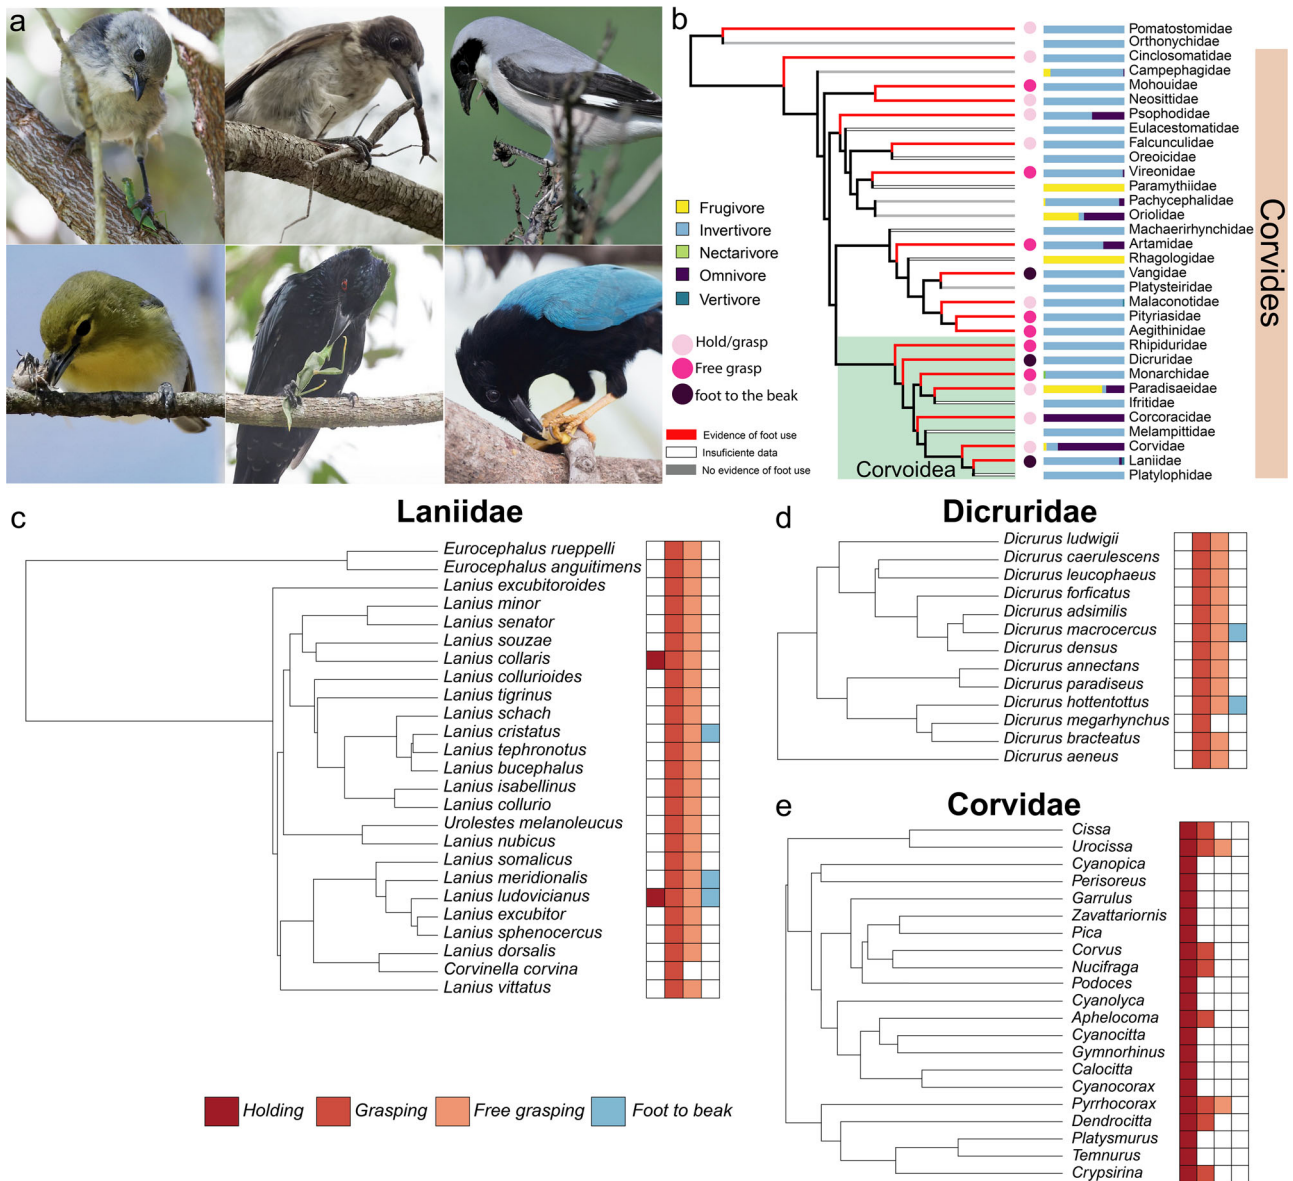 a
b
Pomatostomidae
Orthonychidae
Cinclosomatidae
Campephagidae
Mohouidae
Neosittidae
Psophodidae
Eulacestomatidae
Falcunculidae
Oreoicidae
Vireonidae
Paramythiidae
Pachycephalidae
Oriolidae
Machaerirhynchidae
Artamidae
Rhagologidae
Vangidae
Platysteiridae
Malaconotidae
Pityriasidae
Aegithinidae
Rhipiduridae
Dicruridae
Monarchidae
Paradisaeidae
Ifritidae
Corcoracidae
Melampittidae
Corvidae
Laniidae
Platylophidae
Corvides
Frugivore
Invertivore
Nectarivore
Omnivore
Vertivore
Hold/grasp
Free grasp
foot to the beak
Evidence of foot use
Insuficiente data
No evidence of foot use
Corvoidea
c
Laniidae
Eurocephalus rueppelli
Eurocephalus anguitimens
Lanius excubitoroides
Lanius minor
Lanius senator
Lanius souzae
Lanius collaris
Lanius collurioides
Lanius tigrinus
Lanius schach
Lanius cristatus
Lanius tephronotus
Lanius bucephalus
Lanius isabellinus
Lanius collurio
Urolestes melanoleucus
Lanius nubicus
Lanius somalicus
Lanius meridionalis
Lanius ludovicianus
Lanius excubitor
Lanius sphenocercus
Lanius dorsalis
Corvinella corvina
Lanius vittatus
Holding
Grasping
Free grasping
Foot to beak
d
Dicruridae
Dicrurus ludwigii
Dicrurus caerulescens
Dicrurus leucophaeus
Dicrurus forficatus
Dicrurus adsimilis
Dicrurus macrocercus
Dicrurus densus
Dicrurus annectans
Dicrurus paradiseus
Dicrurus hottentottus
Dicrurus megarhynchus
Dicrurus bracteatus
Dicrurus aeneus
e
Corvidae
Cissa
Urocissa
Cyanopica
Perisoreus
Garrulus
Zavattariornis
Pica
Corvus
Nucifraga
Podoces
Cyanolyca
Aphelocoma
Cyanocitta
Gymnorhinus
Calocitta
Cyanocorax
Pyrrhocorax
Dendrocitta
Platysmurus
Temnurus
Crypsirina